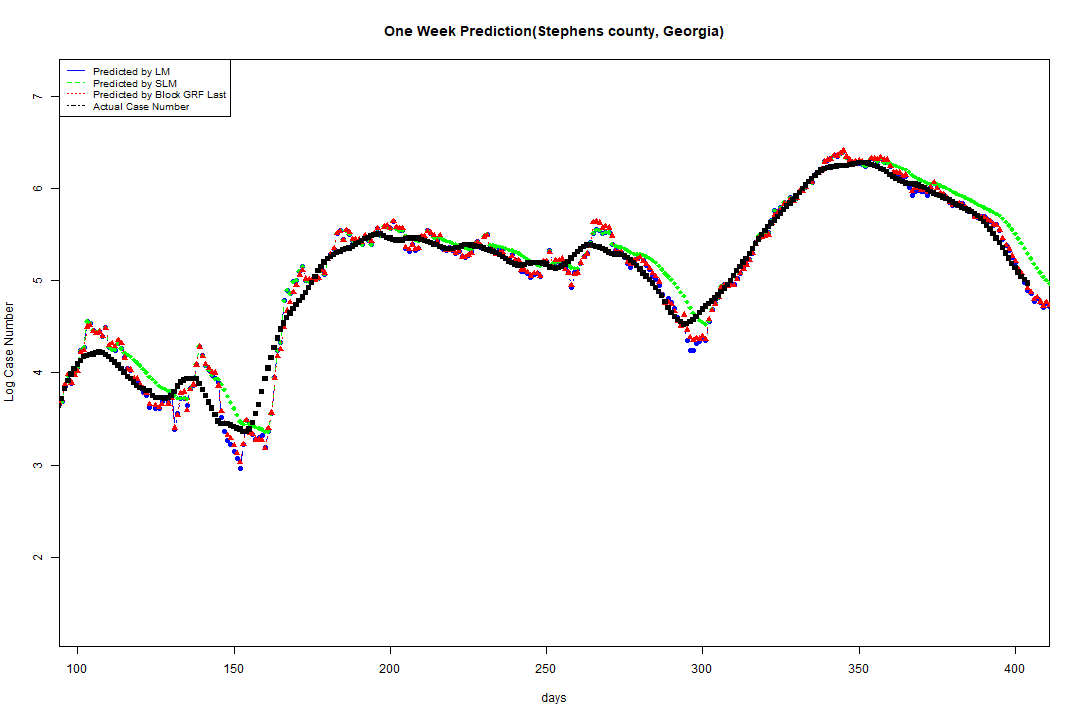 One Week Prediction(Stephens county, Georgia)
Predicted by LM
Predicted by SLM
Predicted by Block GRF Last
Actual Case Number
7
6
5
4
3
2
Log Case Number
100 150 200 250 300 350 400
days